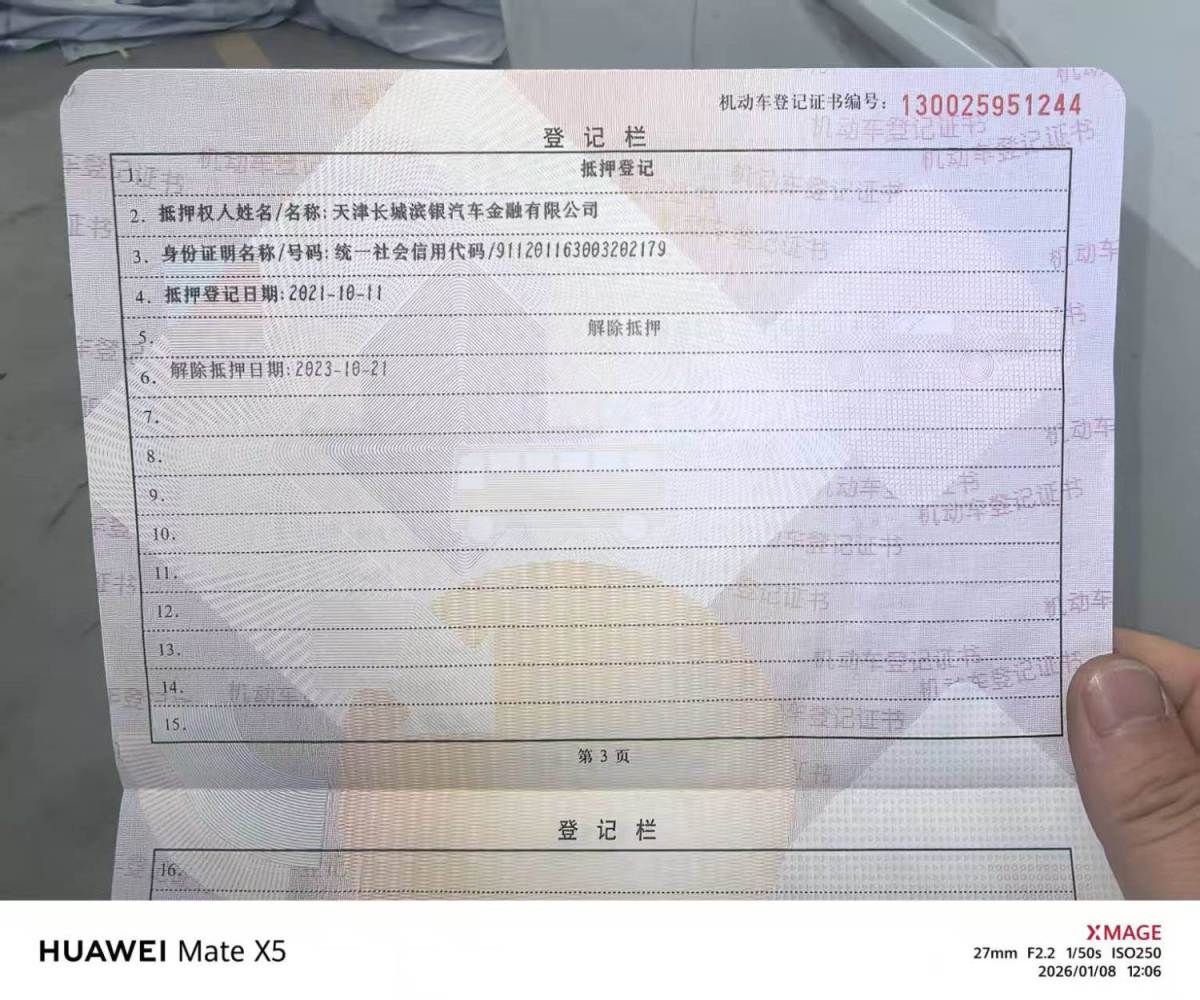 机动车登记证书编号：130025951244
登 记 栏
1. 抵押登记
2. 抵押权人姓名/名称:天津长城滨银汽车金融有限公司
3. 身份证明名称/号码:统一社会信用代码/911201163003202179
4. 抵押登记日期:2021-10-11
5. 解除抵押
6. 解除抵押日期:2023-10-21
7.
8.
9.
10.
11.
12.
13.
14.
15.
第 3 页
登 记 栏
16.
HUAWEI Mate X5
XMAGE
27mm F2.2 1/50s ISO250
2026/01/08 12:06